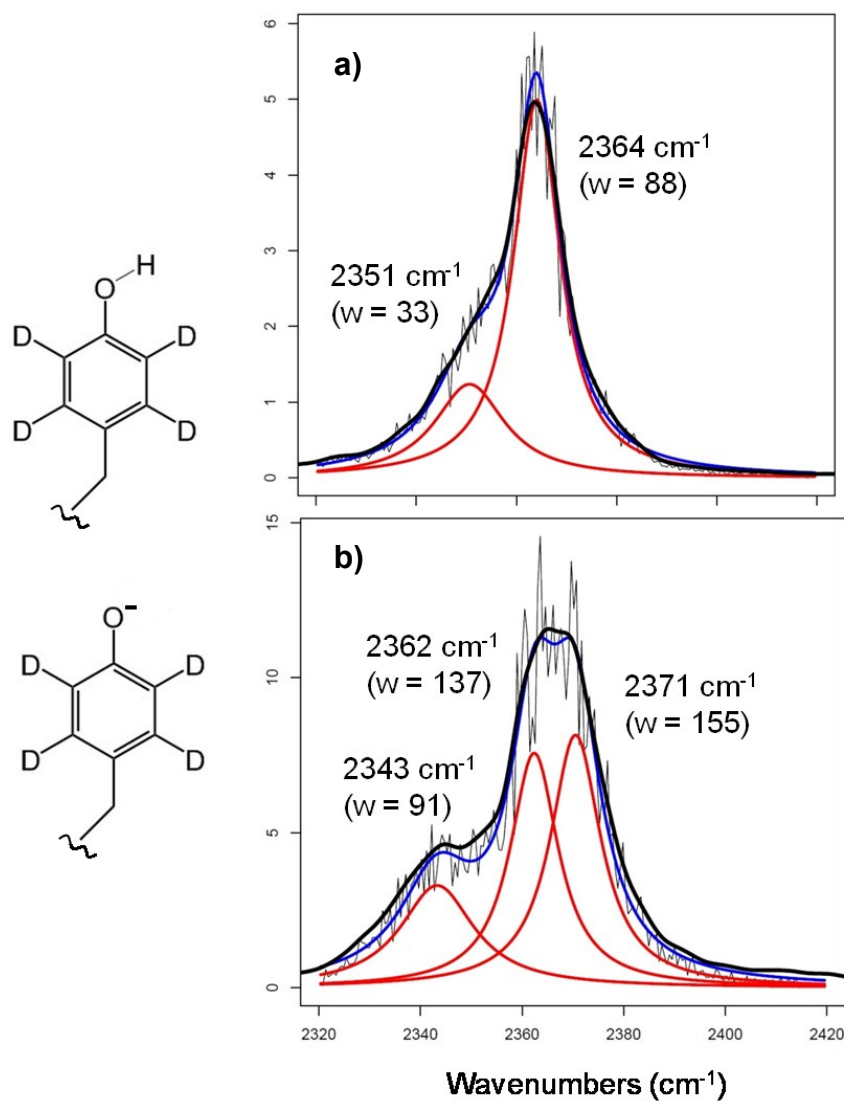 a)
6
5
4
3
2
1
0
2364 cm⁻¹
(w = 88)
2351 cm⁻¹
(w = 33)
O
H
D
D
D
D
b)
15
10
5
0
2362 cm⁻¹
(w = 137)
2371 cm⁻¹
(w = 155)
2343 cm⁻¹
(w = 91)
O⁻
D
D
D
D
2320 2340 2360 2380 2400 2420
Wavenumbers (cm⁻¹)